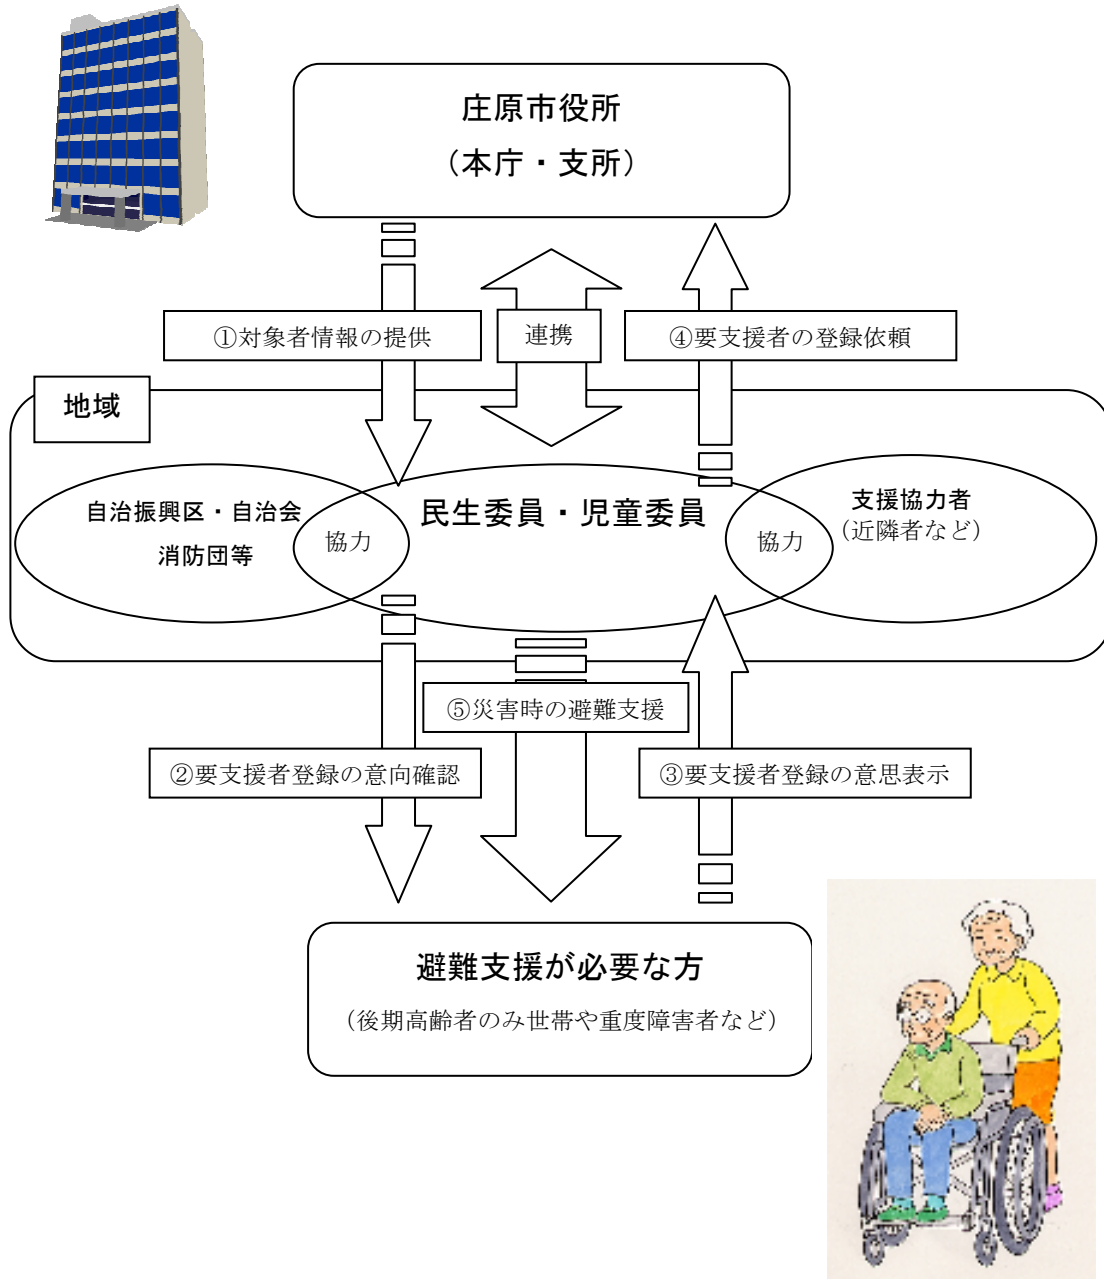 庄原市役所
（本庁・支所）
①対象者情報の提供
連携
④要支援者の登録依頼
地域
自治振興区・自治会
消防団等
協力
民生委員・児童委員
協力
支援協力者
（近隣者など）
⑤災害時の避難支援
②要支援者登録の意向確認
③要支援者登録の意思表示
避難支援が必要な方
（後期高齢者のみ世帯や重度障害者など）